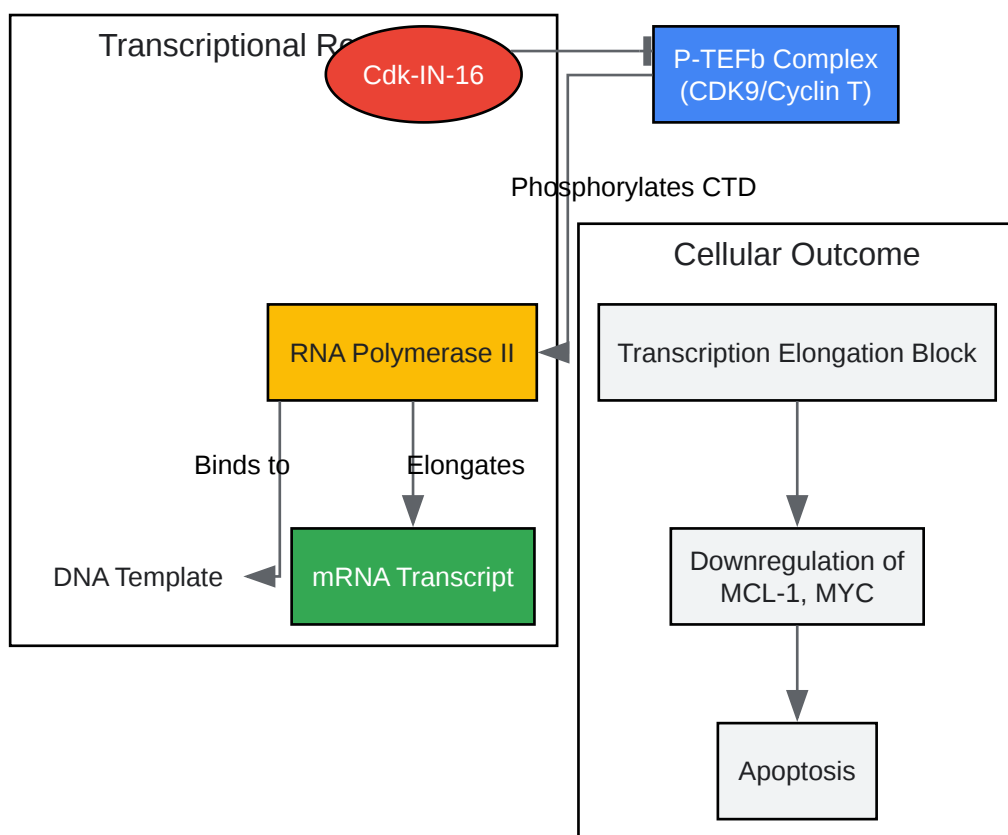 Transcriptional
Cdk-IN-16
P-TEFb Complex
(CDK9/Cyclin T)
Phosphorylates CTD
Cellular Outcome
RNA Polymerase II
Transcription Elongation Block
Binds to
Elongates
DNA Template
mRNA Transcript
Downregulation of
MCL-1, MYC
Apoptosis